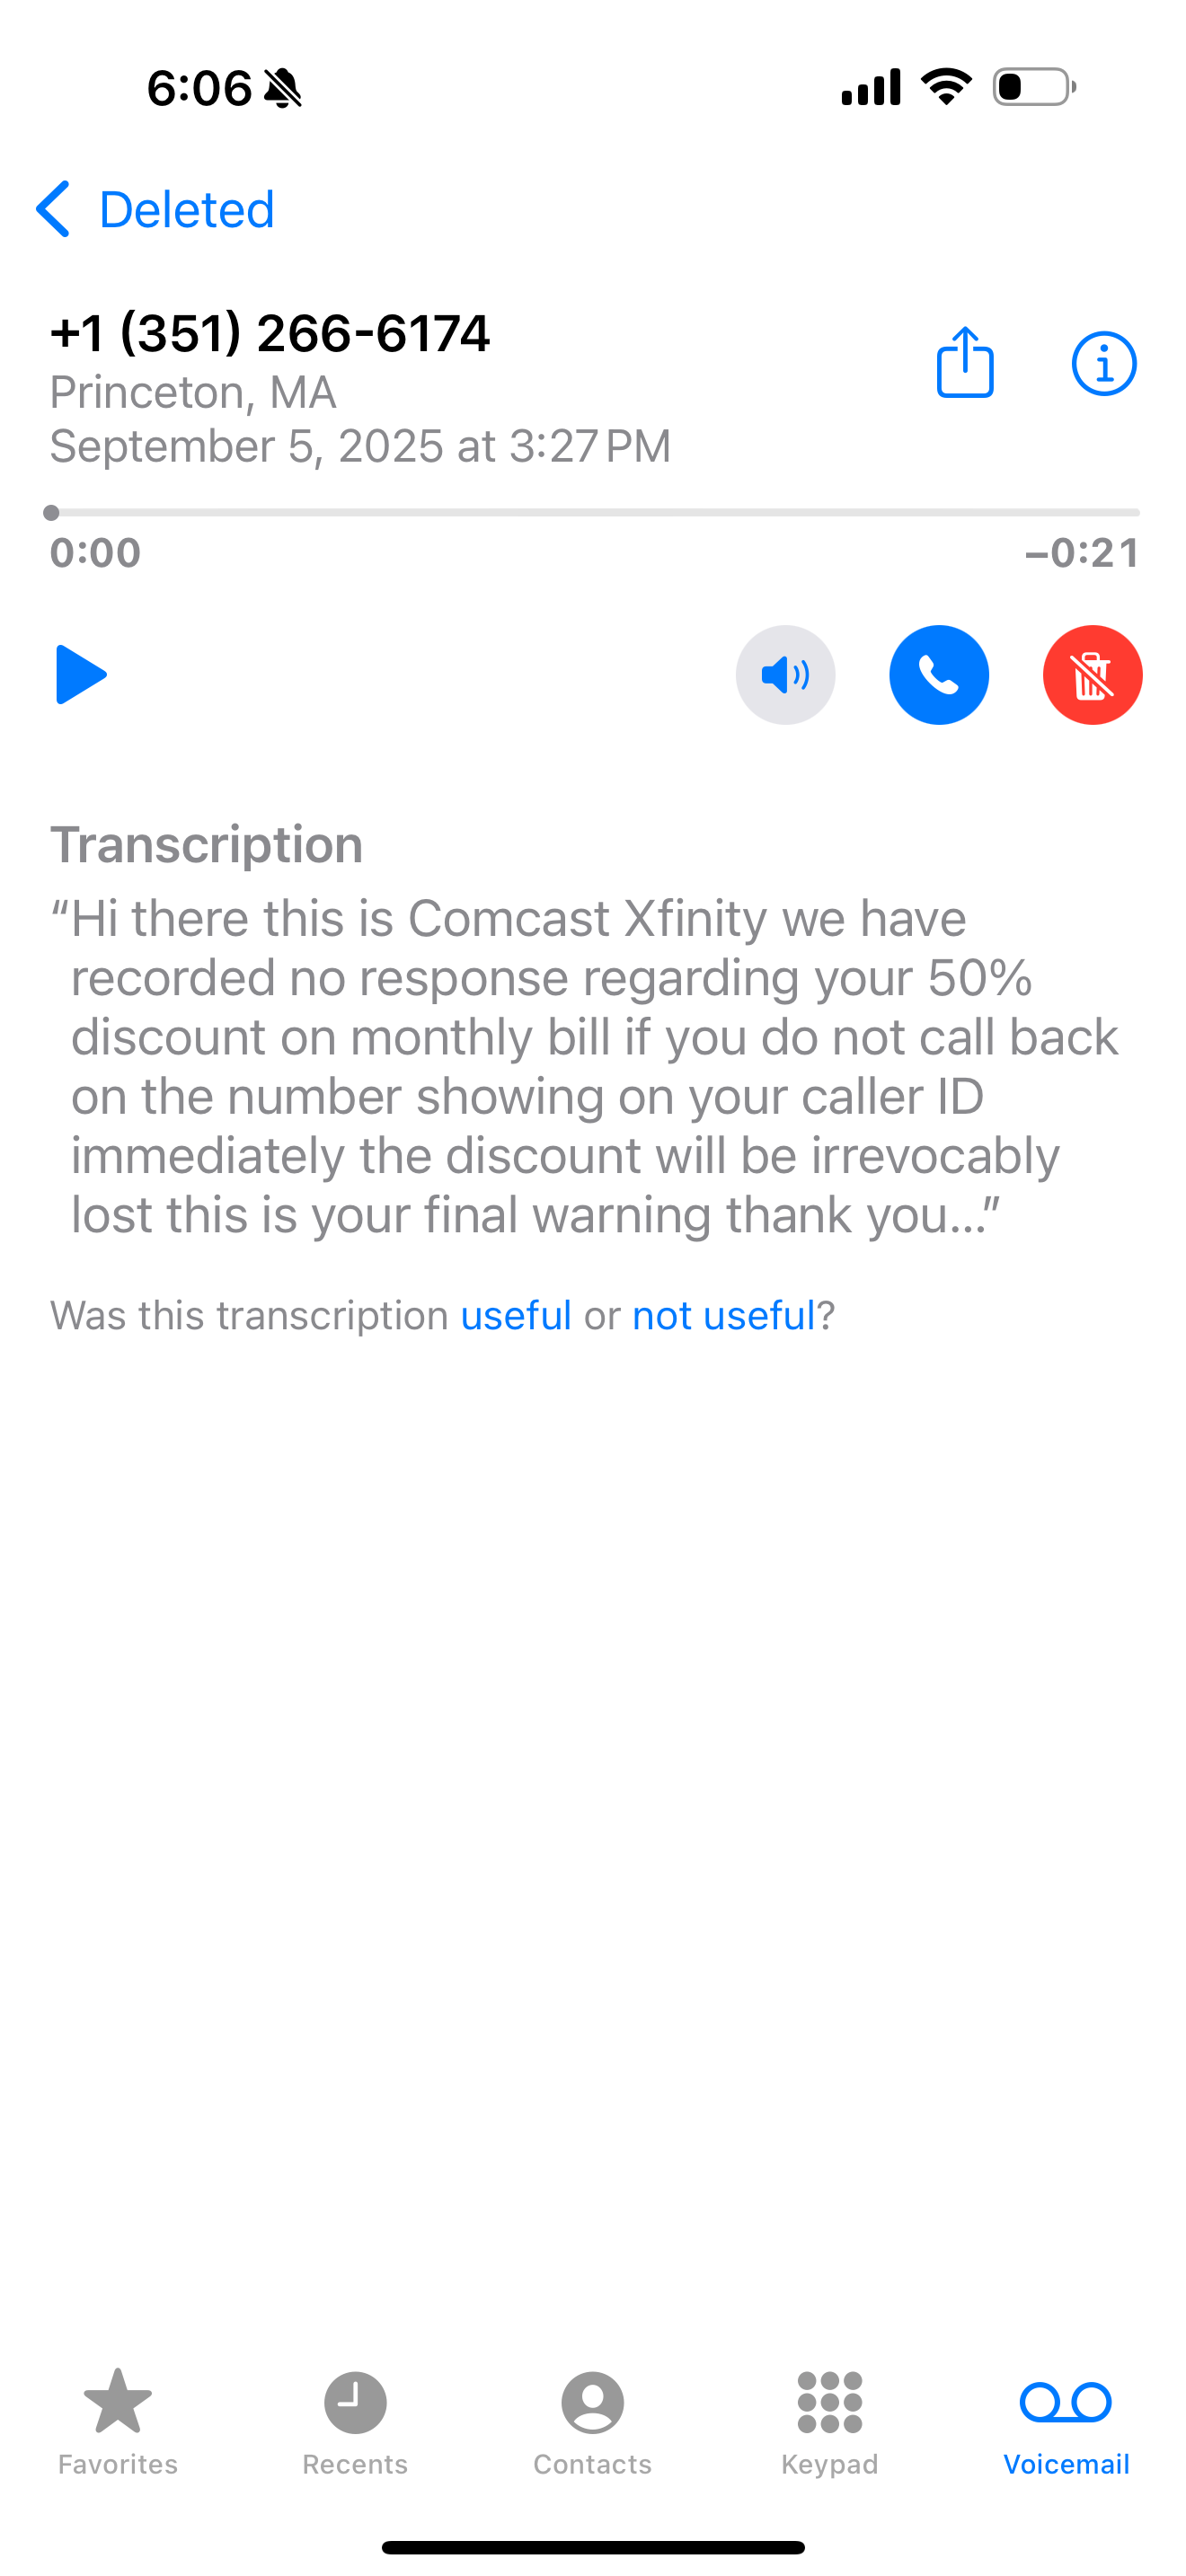 6:06
Deleted
+1 (351) 266-6174
Princeton, MA
September 5, 2025 at 3:27 PM
0:00
–0:21
Transcription
“Hi there this is Comcast Xfinity we have
recorded no response regarding your 50%
discount on monthly bill if you do not call back
on the number showing on your caller ID
immediately the discount will be irrevocably
lost this is your final warning thank you...”
Was this transcription useful or not useful?
Favorites
Recents
Contacts
Keypad
Voicemail